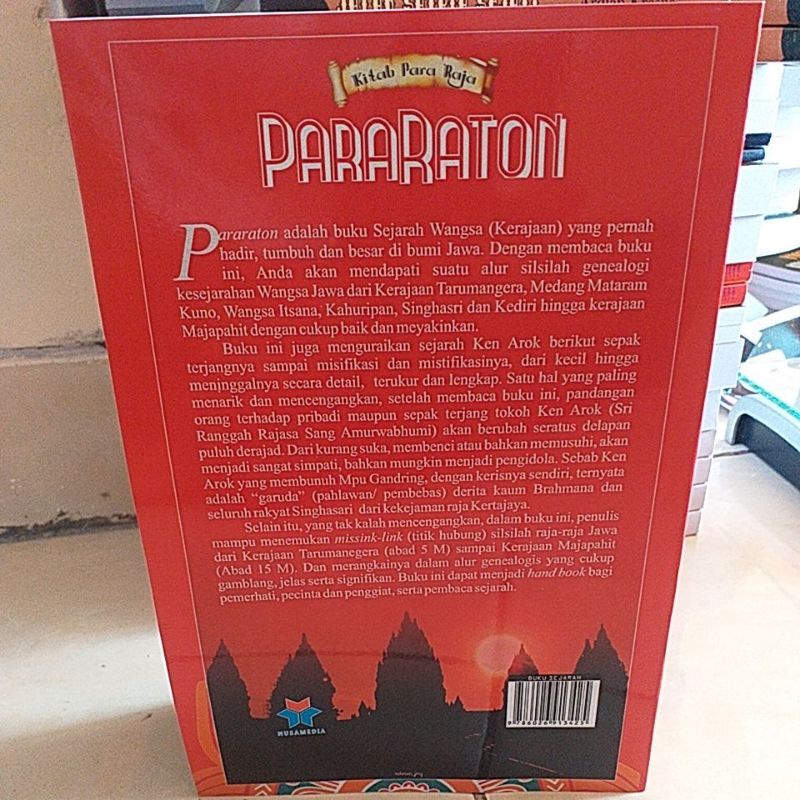 Kitab Para Raja
PARARATON
Pararaton adalah buku Sejarah Wangsa (Kerajaan) yang pernah
hadir, tumbuh dan besar di bumi Jawa. Dengan membaca buku
ini, Anda akan mendapati suatu alur silsilah genealogi
kesejarahan Wangsa Jawa dari Kerajaan Tarumangera, Medang Mataram
Kuno, Wangsa Itsana, Kahuripan, Singhasri dan Kediri hingga kerajaan
Majapahit dengan cukup baik dan meyakinkan.
Buku ini juga menguraikan sejarah Ken Arok berikut sepak
terjangnya sampai misifikasi dan mistifikasinya, dari kecil hingga
meninggalnya secara detail, terukur dan lengkap. Satu hal yang paling
menarik dan mencengangkan, setelah membaca buku ini, pandangan
orang terhadap pribadi maupun sepak terjang tokoh Ken Arok (Sri
Ranggah Rajasa Sang Amurwabhumi) akan berubah seratus delapan
puluh derajad. Dari kurang suka, membenci atau bahkan memusuhi, akan
menjadi sangat simpati, bahkan mungkin menjadi pengidola. Sebab Ken
Arok yang membunuh Mpu Gandring, dengan kerisnya sendiri, ternyata
adalah “garuda” (pahlawan/ pembebas) derita kaum Brahmana dan
seluruh rakyat Singhasari dari kekejaman raja Kertajaya.
Selain itu, yang tak kalah mencengangkan, dalam buku ini, penulis
mampu menemukan missink-link (titik hubung) silsilah raja-raja Jawa
dari Kerajaan Tarumanegera (abad 5 M) sampai Kerajaan Majapahit
(Abad 15 M). Dan merangkainya dalam alur genealogis yang cukup
gamblang, jelas serta signifikan. Buku ini dapat menjadi hand book bagi
pemerhati, pecinta dan penggiat, serta pembaca sejarah.
BUKU SEJARAH
9 786026 913425
NUSAMEDIA